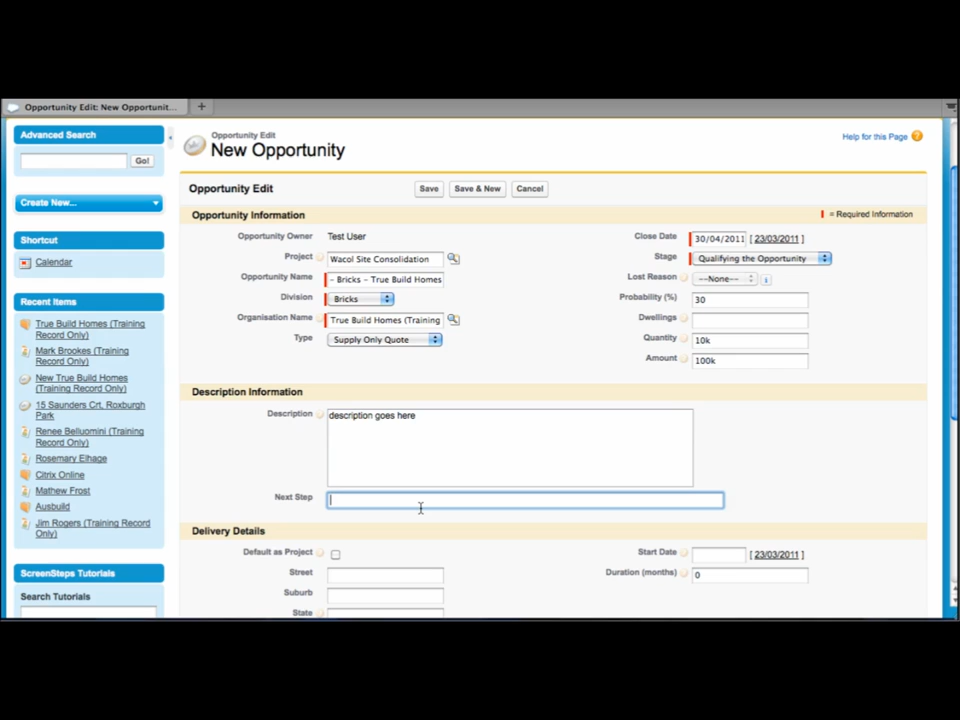 Opportunity Edit: New Opportunit... +
Advanced Search
Go!
Create New...
Shortcut
Calendar
Recent Items
True Build Homes (Training
Record Only)
Mark Brookes (Training
Record Only)
New True Build Homes
(Training Record Only)
15 Saunders Crt, Roxburgh
Park
Renee Belluomini (Training
Record Only)
Rosemary Elhage
Citrix Online
Mathew Frost
Ausbuild
Jim Rogers (Training Record
Only)
ScreenSteps Tutorials
Search Tutorials
Opportunity Edit
New Opportunity
Help for this Page ?
Opportunity Edit Save Save & New Cancel
Opportunity Information = Required Information
Opportunity Owner Test User
Project Wacol Site Consolidation
Opportunity Name - Bricks - True Build Homes
Division Bricks
Organisation Name True Build Homes (Training
Type Supply Only Quote
Close Date 30/04/2011 [ 23/03/2011 ]
Stage Qualifying the Opportunity
Lost Reason --None-- i
Probability (%) 30
Dwellings
Quantity 10k
Amount 100k
Description Information
Description description goes here
Next Step
Delivery Details
Default as Project
Street
Suburb
State
Start Date [ 23/03/2011 ]
Duration (months) 0